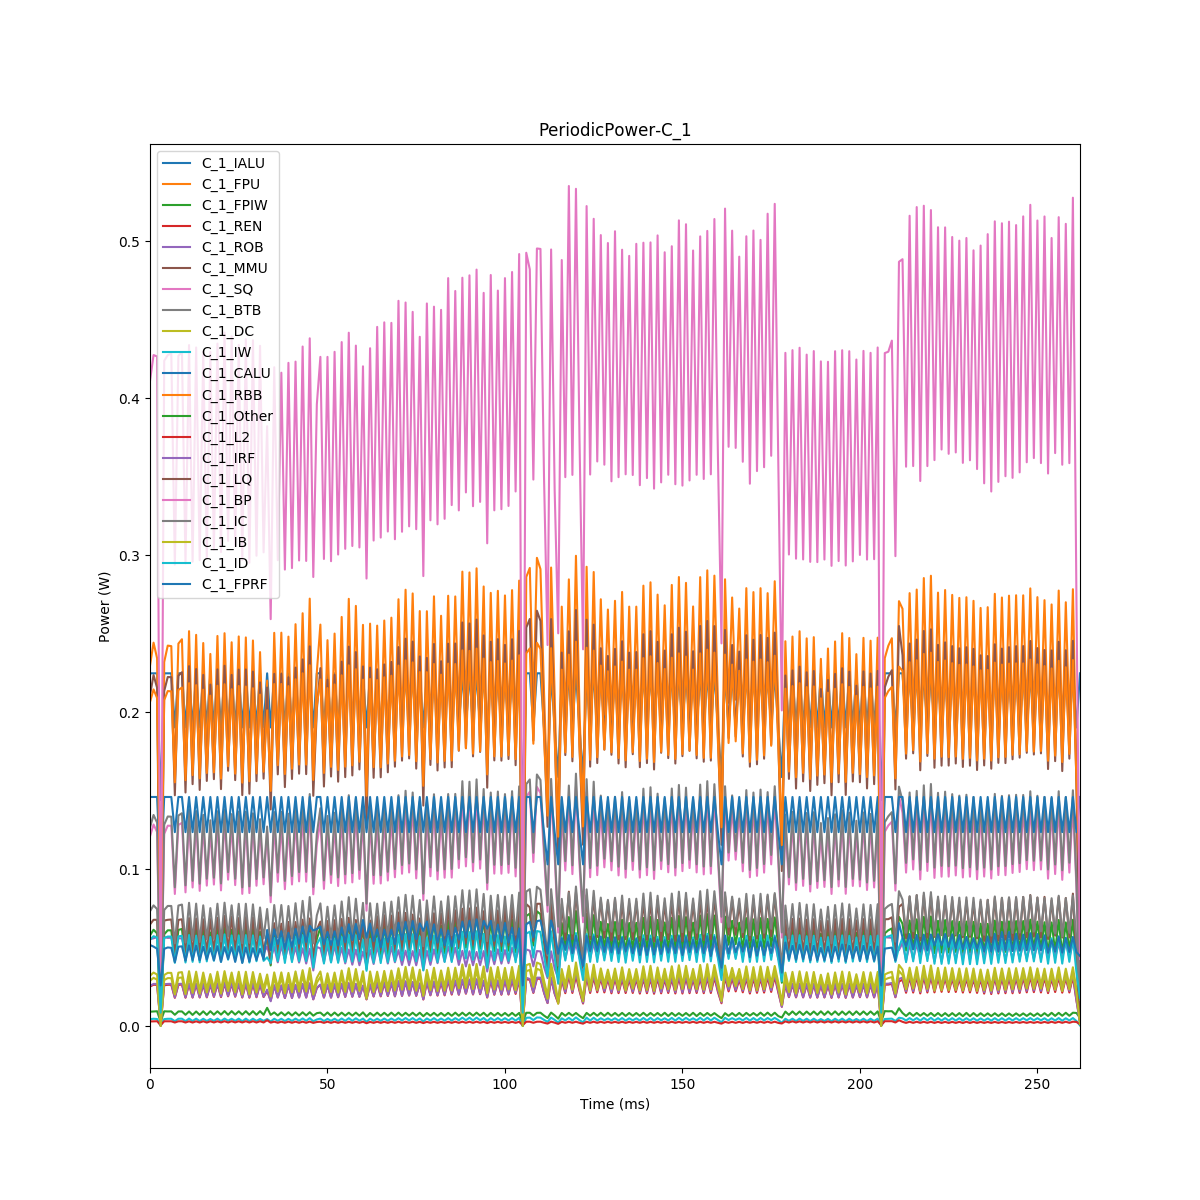 PeriodicPower-C_1
C_1_IALU
C_1_FPU
C_1_FPIW
C_1_REN
C_1_ROB
C_1_MMU
C_1_SQ
C_1_BTB
C_1_DC
C_1_IW
C_1_CALU
C_1_RBB
C_1_Other
C_1_L2
C_1_IRF
C_1_LQ
C_1_BP
C_1_IC
C_1_IB
C_1_ID
C_1_FPRF
0.5
0.4
0.3
0.2
0.1
0.0
Power (W)
0 50 100 150 200 250
Time (ms)